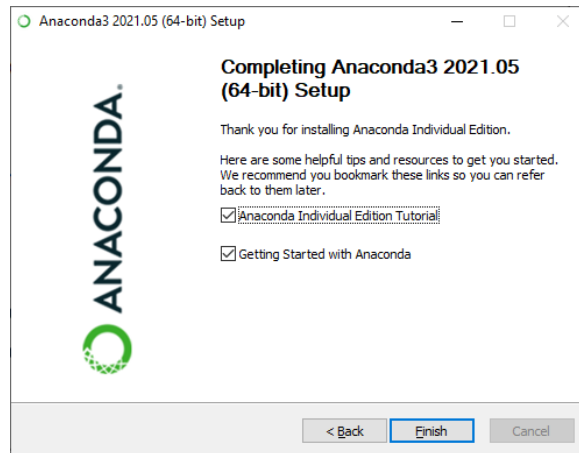 Anaconda3 2021.05 (64-bit) Setup
Completing Anaconda3 2021.05
(64-bit) Setup
Thank you for installing Anaconda Individual Edition.
Here are some helpful tips and resources to get you started.
We recommend you bookmark these links so you can refer
back to them later.
Anaconda Individual Edition Tutorial
Getting Started with Anaconda
ANACONDA.
< Back
Finish
Cancel